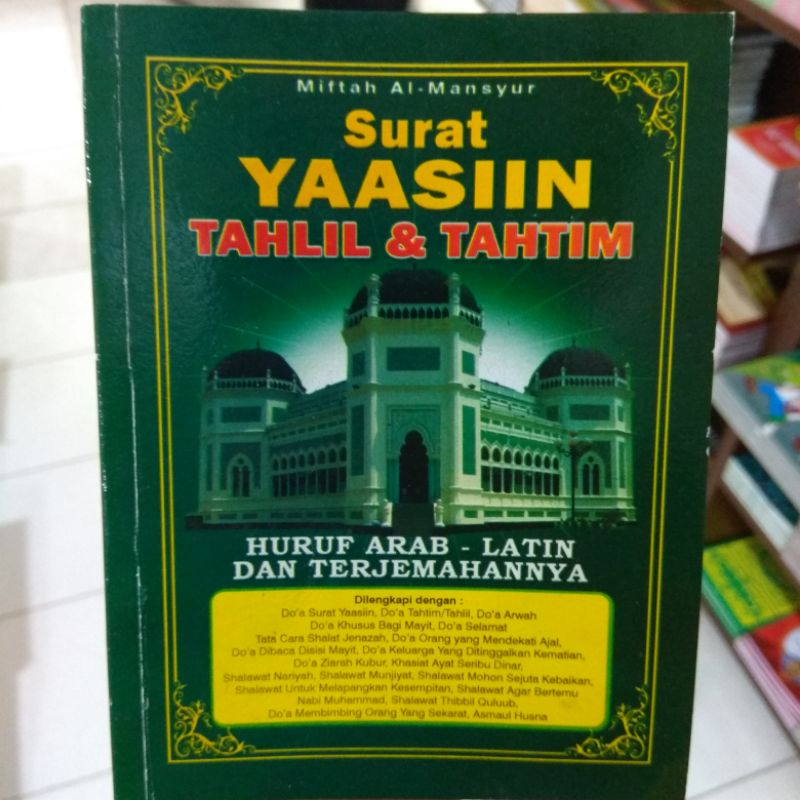 Miftah Al-Mansyur
Surat
YAASIIN
TAHLIL & TAHTIM
HURUF ARAB - LATIN
DAN TERJEMAHANNYA
Dilengkapi dengan :
Do'a Surat Yaasiin, Do'a Tahtim/Tahlil, Do'a Arwah
Do'a Khusus Bagi Mayit, Do'a Selamat
Tata Cara Shalat Jenazah, Do'a Orang yang Mendekati Ajal,
Do'a Dibaca Disisi Mayit, Do'a Keluarga Yang Ditinggalkan Kematian,
Do'a Ziarah Kubur, Khasiat Ayat Seribu Dinar,
Shalawat Nariyah, Shalawat Munjiyat, Shalawat Mohon Sejuta Kebaikan,
Shalawat Untuk Melapangkan Kesempitan, Shalawat Agar Bertemu
Nabi Muhammad, Shalawat Thibbil Quluub,
Do'a Membimbing Orang Yang Sekarat, Asmaul Husna